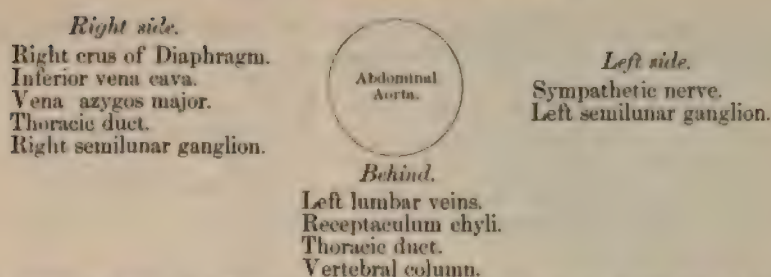 Right side.
Right crus of Diaphragm.
Inferior vena cava.
Vena azygos major.
Thoracic duct.
Right semilunar ganglion.
Abdominal
Aorta.
Left side.
Sympathetic nerve.
Left semilunar ganglion.
Behind.
Left lumbar veins.
Receptaculum chyli.
Thoracic duct.
Vertebral column.